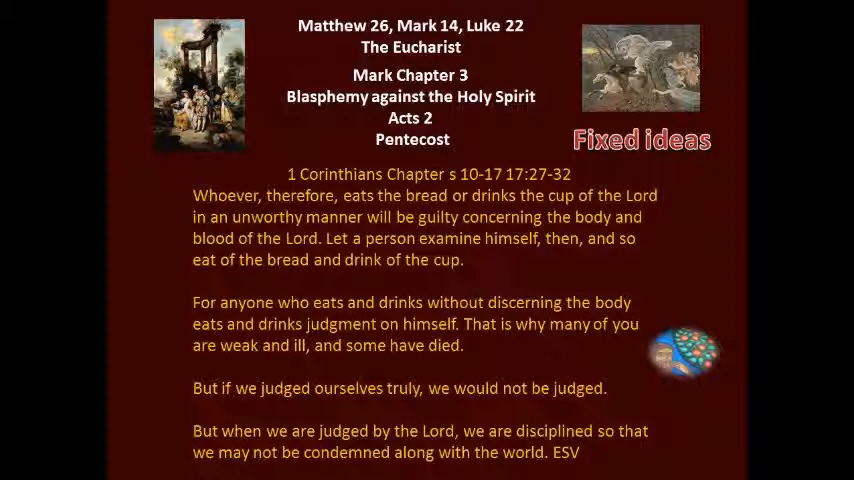 Matthew 26, Mark 14, Luke 22
The Eucharist
Mark Chapter 3
Blasphemy against the Holy Spirit
Acts 2
Pentecost
Fixed ideas
1 Corinthians Chapter s 10-17 17:27-32
Whoever, therefore, eats the bread or drinks the cup of the Lord
in an unworthy manner will be guilty concerning the body and
blood of the Lord. Let a person examine himself, then, and so
eat of the bread and drink of the cup.
For anyone who eats and drinks without discerning the body
eats and drinks judgment on himself. That is why many of you
are weak and ill, and some have died.
But if we judged ourselves truly, we would not be judged.
But when we are judged by the Lord, we are disciplined so that
we may not be condemned along with the world. ESV